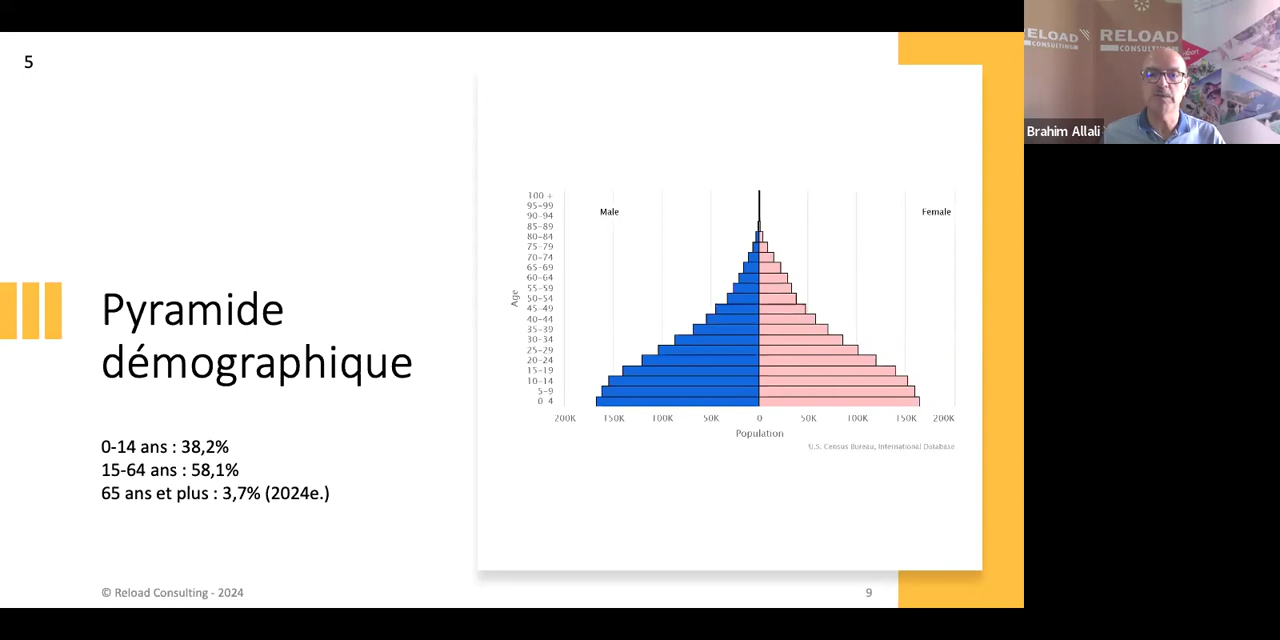 5
Pyramide
démographique
0-14 ans : 38,2%
15-64 ans : 58,1%
65 ans et plus : 3,7% (2024e.)
© Reload Consulting - 2024
9
Male
Female
Age
100 +
95-99
90-94
85-89
80-84
75-79
70-74
65-69
60-64
55-59
50-54
45-49
40-44
35-39
30-34
25-29
20-24
15-19
10-14
5-9
0 4
200K 150K 100K 50K 0 50K 100K 150K 200K
Population
U.S. Census Bureau, International Database
RELOAD
CONSULTING
Brahim Allali